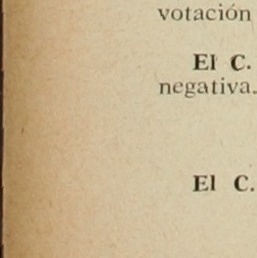 votación
El C.
negativa.
El C.